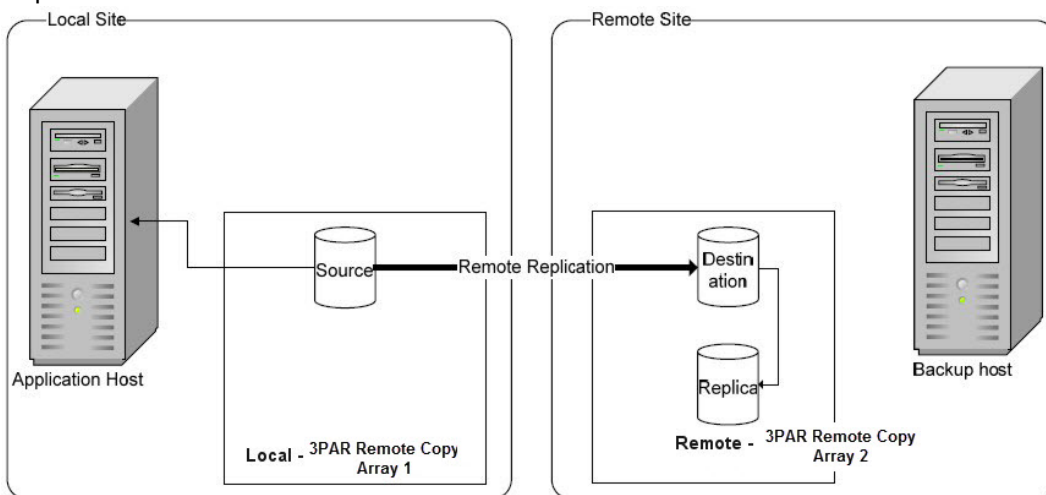 Local Site
Remote Site
Source
Remote Replication
Destin
ation
Replica
Application Host
Backup host
Local - 3PAR Remote Copy
Array 1
Remote - 3PAR Remote Copy
Array 2